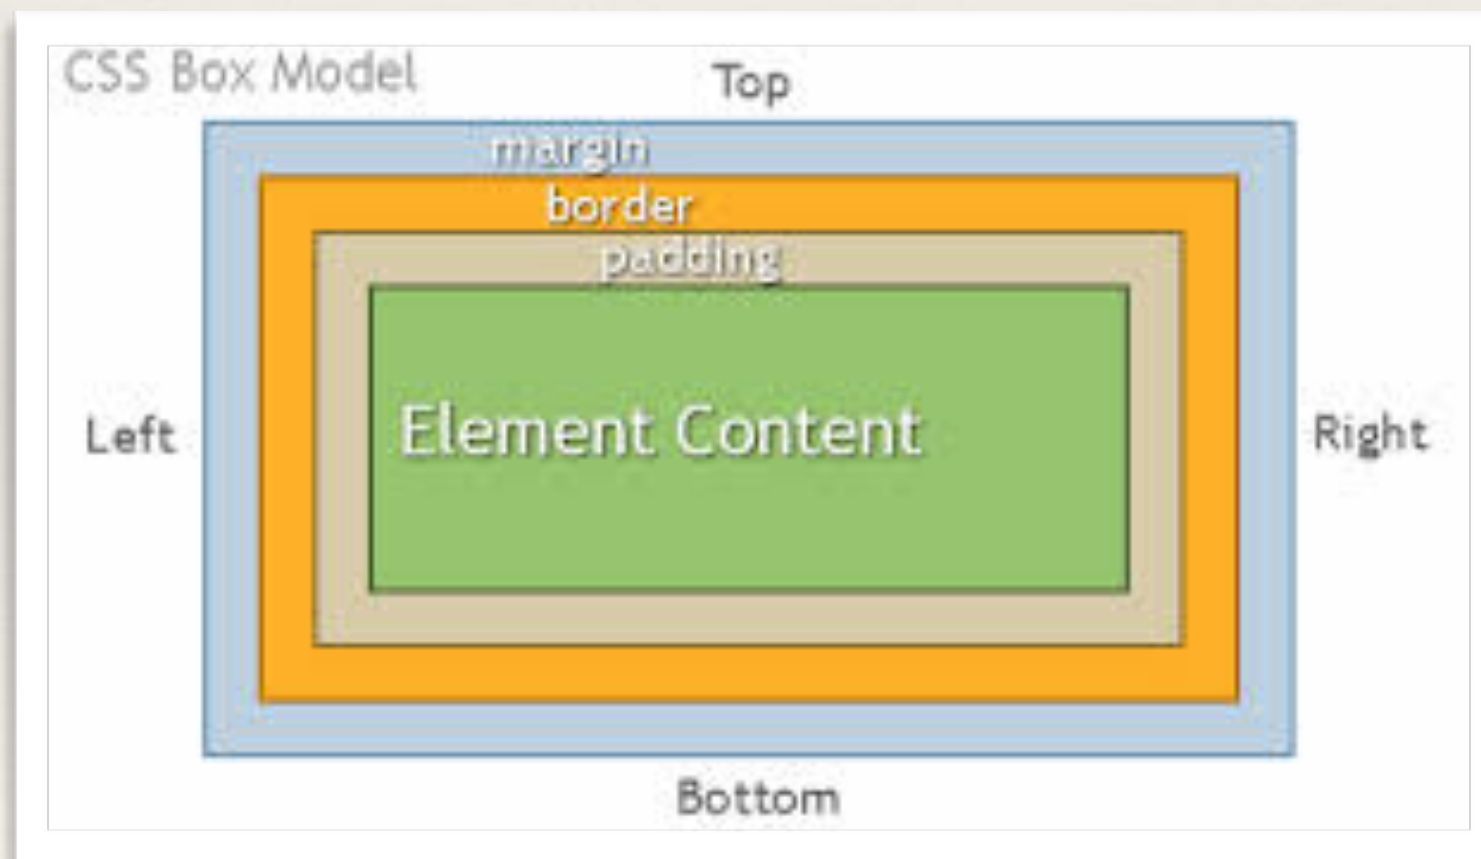 CSS Box Model
Top
margin
border
padding
Left
Element Content
Right
Bottom